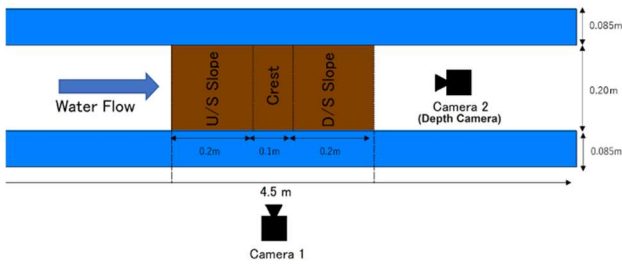 0.085m
U/S Slope
Crest
D/S Slope
Water Flow
0.20m
Camera 2
(Depth Camera)
0.2m
0.1m
0.2m
0.085m
4.5 m
Camera 1